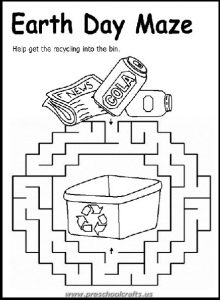 Earth Day Maze
Help get the recycling into the bin.
NEWS
COLA
www.preschoolcrafts.us